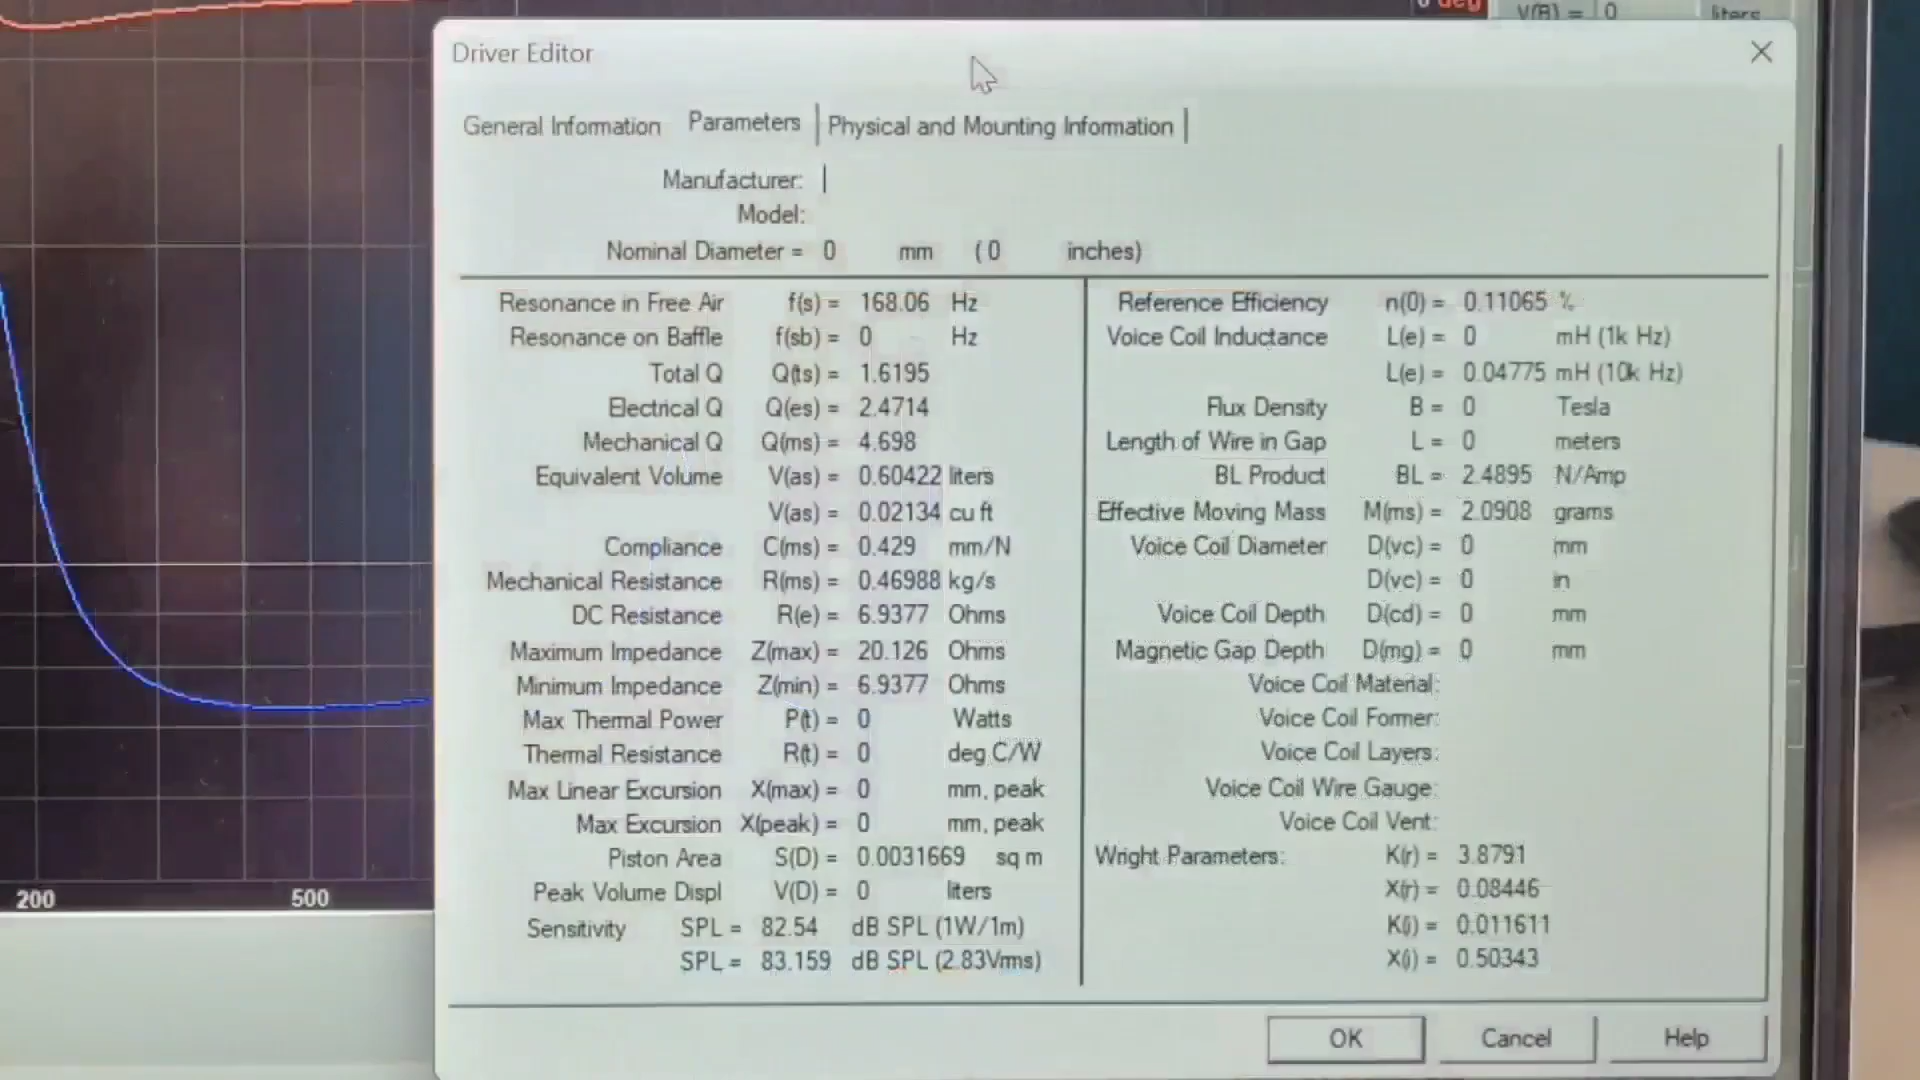 0 deg
V(B) = 0 liters
Driver Editor
General Information Parameters Physical and Mounting Information
Manufacturer:
Model:
Nominal Diameter = 0 mm ( 0 inches)
Resonance in Free Air f(s) = 168.06 Hz
Resonance on Baffle f(sb) = 0 Hz
Total Q Q(ts) = 1.6195
Electrical Q Q(es) = 2.4714
Mechanical Q Q(ms) = 4.698
Equivalent Volume V(as) = 0.60422 liters
V(as) = 0.02134 cu ft
Compliance C(ms) = 0.429 mm/N
Mechanical Resistance R(ms) = 0.46988 kg/s
DC Resistance R(e) = 6.9377 Ohms
Maximum Impedance Z(max) = 20.126 Ohms
Minimum Impedance Z(min) = 6.9377 Ohms
Max Thermal Power P(t) = 0 Watts
Thermal Resistance R(t) = 0 deg C/W
Max Linear Excursion X(max) = 0 mm, peak
Max Excursion X(peak) = 0 mm, peak
Piston Area S(D) = 0.0031669 sq m
Peak Volume Displ V(D) = 0 liters
Sensitivity SPL = 82.54 dB SPL (1W/1m)
SPL = 83.159 dB SPL (2.83Vrms)
Reference Efficiency n(0) = 0.11065 %
Voice Coil Inductance L(e) = 0 mH (1k Hz)
L(e) = 0.04775 mH (10k Hz)
Flux Density B = 0 Tesla
Length of Wire in Gap L = 0 meters
BL Product BL = 2.4895 N/Amp
Effective Moving Mass M(ms) = 2.0908 grams
Voice Coil Diameter D(vc) = 0 mm
D(vc) = 0 in
Voice Coil Depth D(cd) = 0 mm
Magnetic Gap Depth D(mg) = 0 mm
Voice Coil Material:
Voice Coil Former:
Voice Coil Layers:
Voice Coil Wire Gauge:
Voice Coil Vent:
Wright Parameters: K(r) = 3.8791
X(r) = 0.08446
K(i) = 0.011611
X(i) = 0.50343
200 500
OK Cancel Help